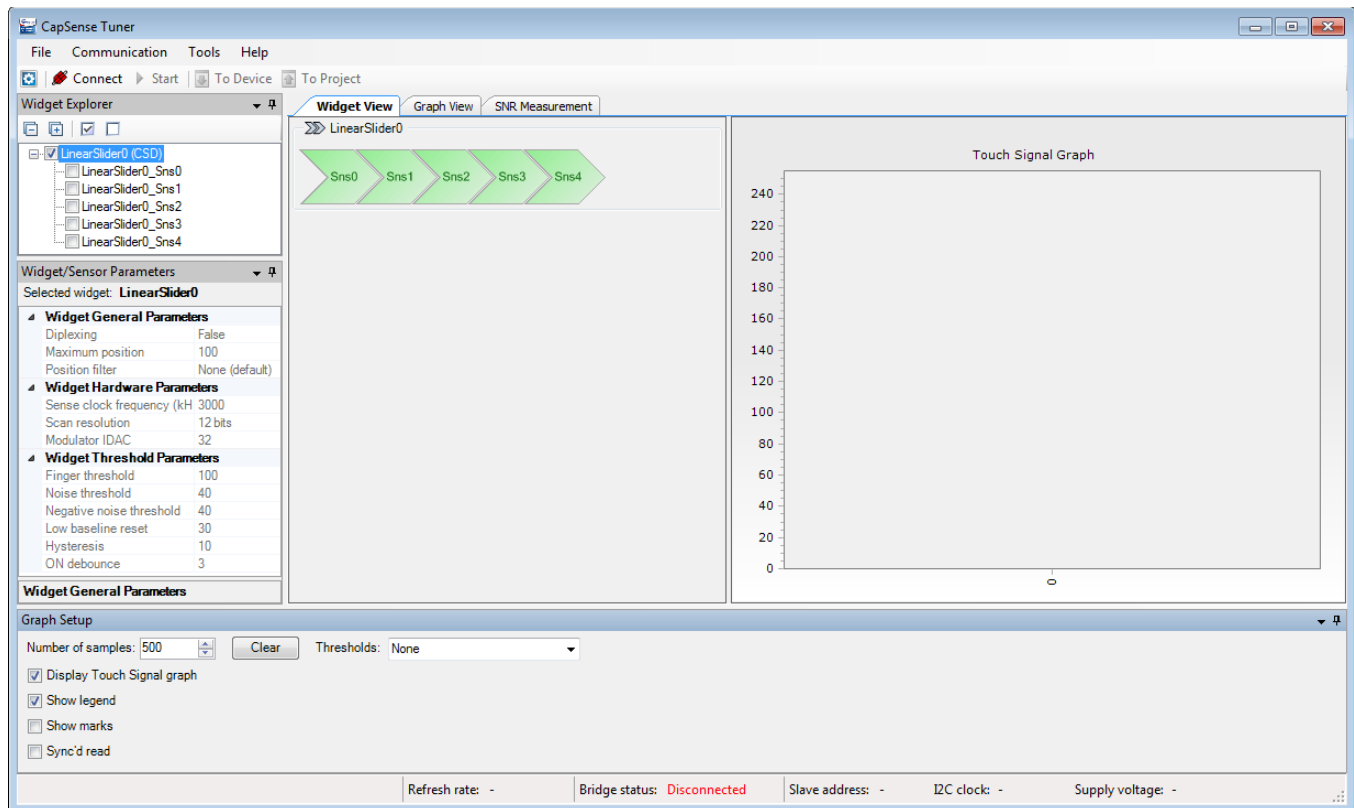 CapSense Tuner
File Communication Tools Help
Connect Start To Device To Project
Widget Explorer
LinearSlider0 (CSD)
LinearSlider0_Sns0
LinearSlider0_Sns1
LinearSlider0_Sns2
LinearSlider0_Sns3
LinearSlider0_Sns4
Widget/Sensor Parameters
Selected widget: LinearSlider0
Widget General Parameters
Diplexing False
Maximum position 100
Position filter None (default)
Widget Hardware Parameters
Sense clock frequency (kH 3000
Scan resolution 12 bits
Modulator IDAC 32
Widget Threshold Parameters
Finger threshold 100
Noise threshold 40
Negative noise threshold 40
Low baseline reset 30
Hysteresis 10
ON debounce 3
Widget General Parameters
Widget View Graph View SNR Measurement
LinearSlider0
Sns0 Sns1 Sns2 Sns3 Sns4
Touch Signal Graph
240
220
200
180
160
140
120
100
80
60
40
20
0
0
Graph Setup
Number of samples: 500 Clear Thresholds: None
Display Touch Signal graph
Show legend
Show marks
Sync'd read
Refresh rate: - Bridge status: Disconnected Slave address: - I2C clock: - Supply voltage: -